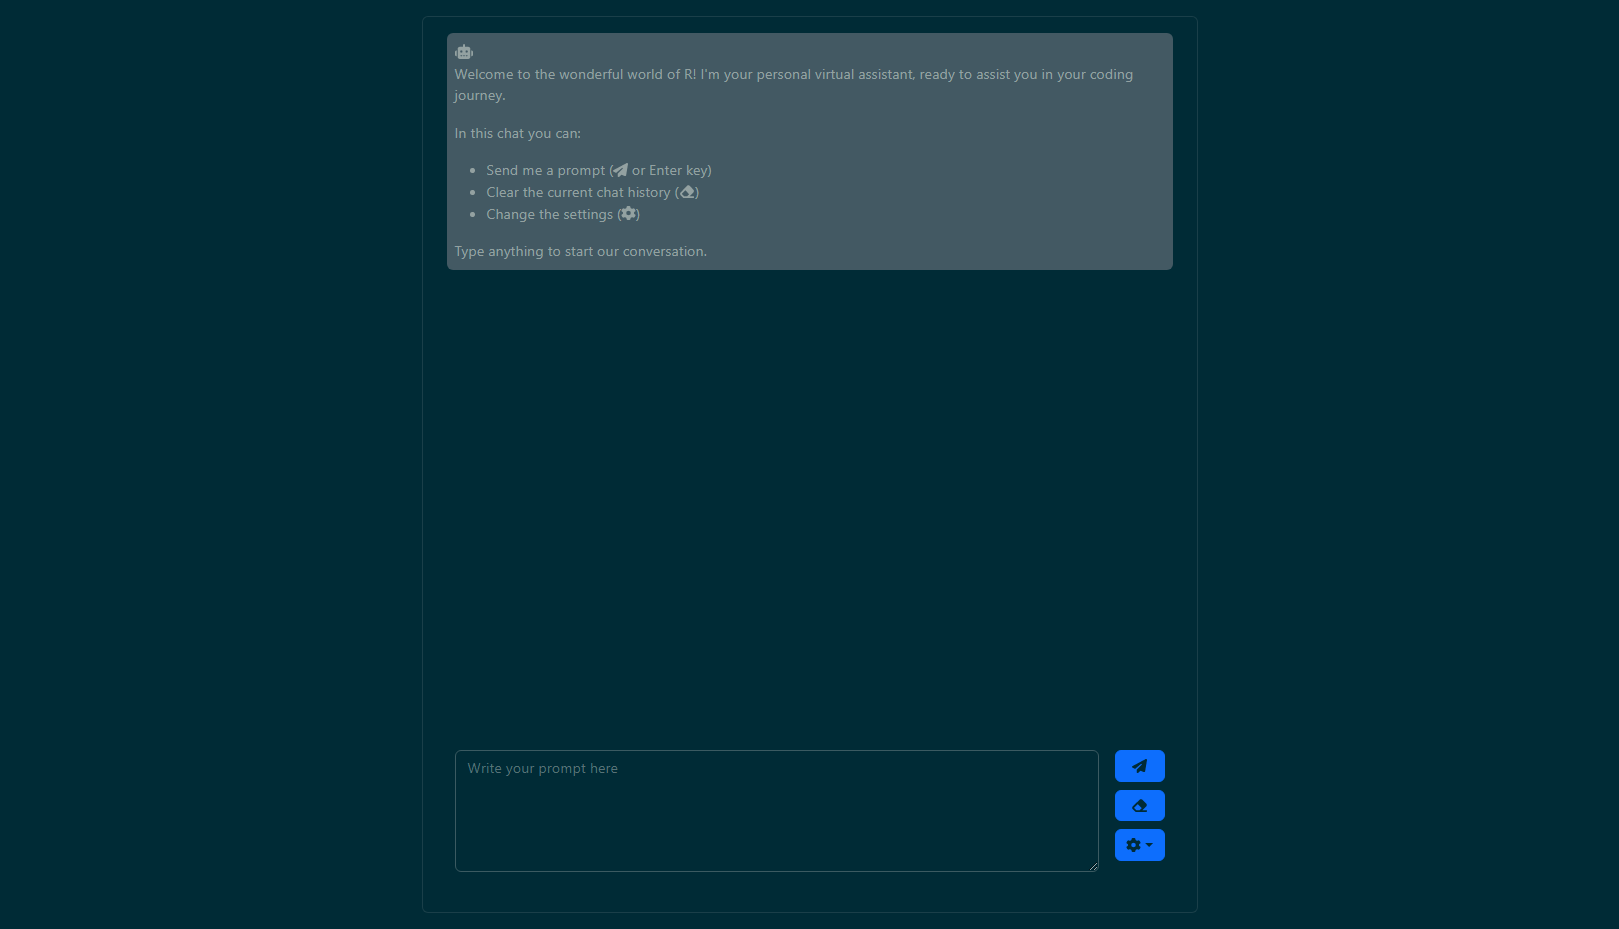 Welcome to the wonderful world of R! I'm your personal virtual assistant, ready to assist you in your coding
journey.
In this chat you can:
Send me a prompt ( or Enter key)
Clear the current chat history ()
Change the settings ()
Type anything to start our conversation.
Write your prompt here